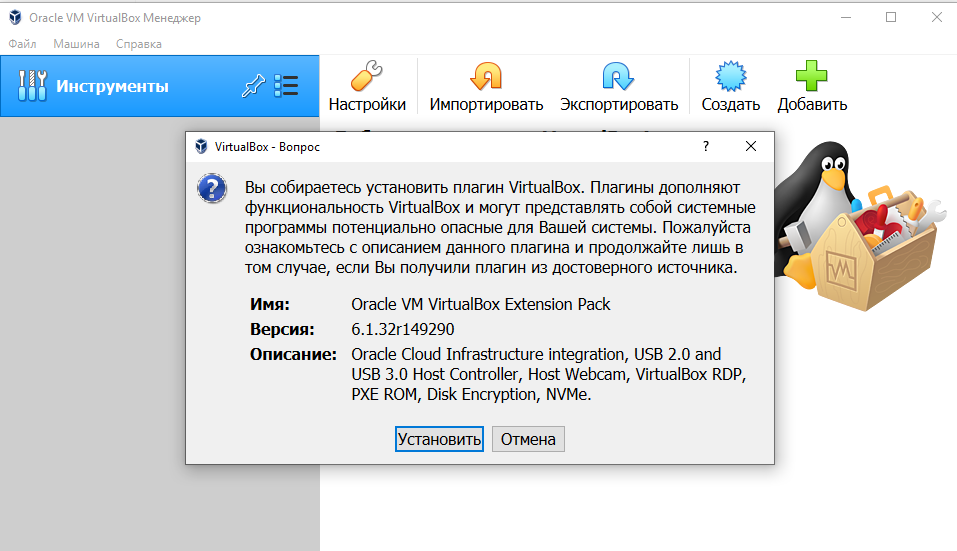 Oracle VM VirtualBox Менеджер
Файл Машина Справка
Инструменты
Настройки Импортировать Экспортировать Создать Добавить
VirtualBox - Вопрос
?
Вы собираетесь установить плагин VirtualBox. Плагины дополняют
функциональность VirtualBox и могут представлять собой системные
программы потенциально опасные для Вашей системы. Пожалуйста
ознакомьтесь с описанием данного плагина и продолжайте лишь в
том случае, если Вы получили плагин из достоверного источника.
Имя: Oracle VM VirtualBox Extension Pack
Версия: 6.1.32r149290
Описание: Oracle Cloud Infrastructure integration, USB 2.0 and
USB 3.0 Host Controller, Host Webcam, VirtualBox RDP,
PXE ROM, Disk Encryption, NVMe.
Установить Отмена